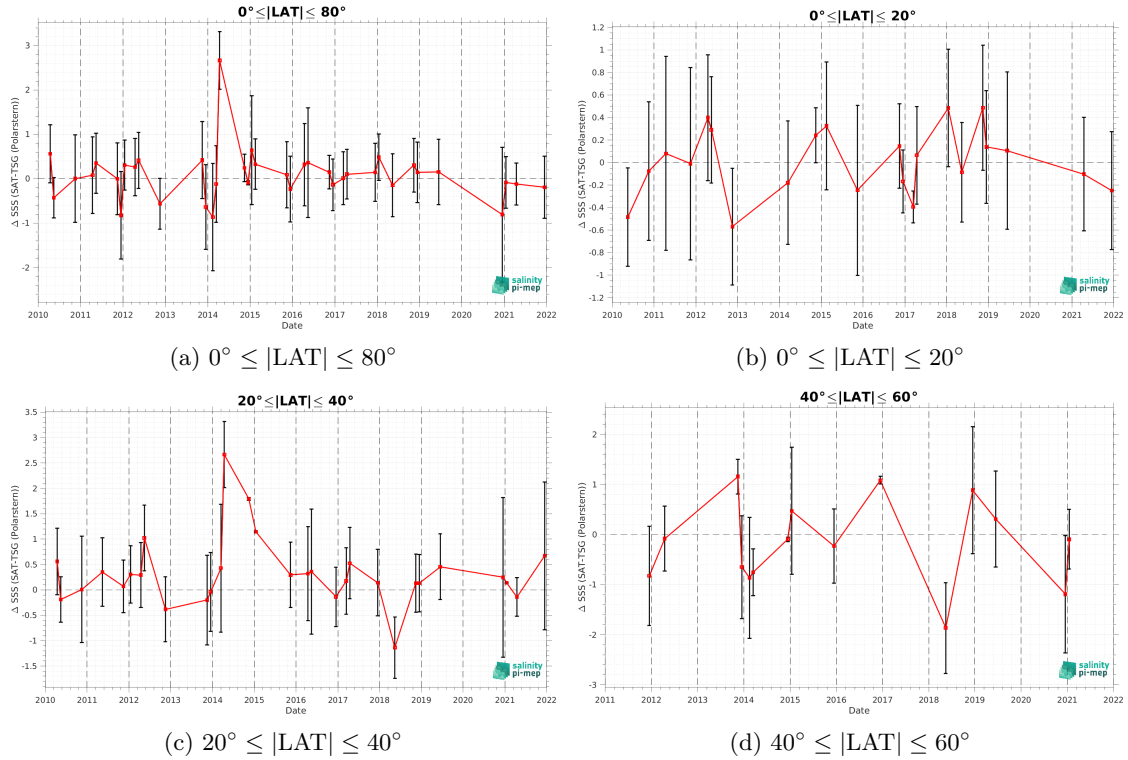 0°≤|LAT|≤ 80°
Δ SSS (SAT-TSG (Polarstern))
3
2
1
0
-1
-2
2010 2011 2012 2013 2014 2015 2016 2017 2018 2019 2020 2021 2022
Date
salinity
pi-mep
(a) 0° ≤ |LAT| ≤ 80°
0°≤|LAT|≤ 20°
Δ SSS (SAT-TSG (Polarstern))
1.2
1
0.8
0.6
0.4
0.2
0
-0.2
-0.4
-0.6
-0.8
-1
-1.2
2010 2011 2012 2013 2014 2015 2016 2017 2018 2019 2020 2021 2022
Date
salinity
pi-mep
(b) 0° ≤ |LAT| ≤ 20°
20°≤|LAT|≤ 40°
Δ SSS (SAT-TSG (Polarstern))
3.5
3
2.5
2
1.5
1
0.5
0
-0.5
-1
-1.5
2010 2011 2012 2013 2014 2015 2016 2017 2018 2019 2020 2021 2022
Date
salinity
pi-mep
(c) 20° ≤ |LAT| ≤ 40°
40°≤|LAT|≤ 60°
Δ SSS (SAT-TSG (Polarstern))
2
1
0
-1
-2
-3
2011 2012 2013 2014 2015 2016 2017 2018 2019 2020 2021 2022
Date
salinity
pi-mep
(d) 40° ≤ |LAT| ≤ 60°